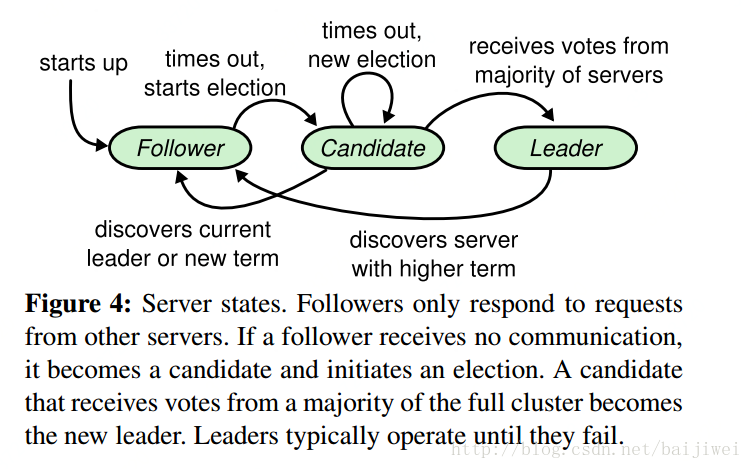 starts up
times out,
starts election
times out,
new election
receives votes from
majority of servers
Follower
Candidate
Leader
discovers current
leader or new term
discovers server
with higher term
Figure 4: Server states. Followers only respond to requests
from other servers. If a follower receives no communication,
it becomes a candidate and initiates an election. A candidate
that receives votes from a majority of the full cluster becomes
the new leader. Leaders typically operate until they fail.
http://blog.csdn.net/baijiwei